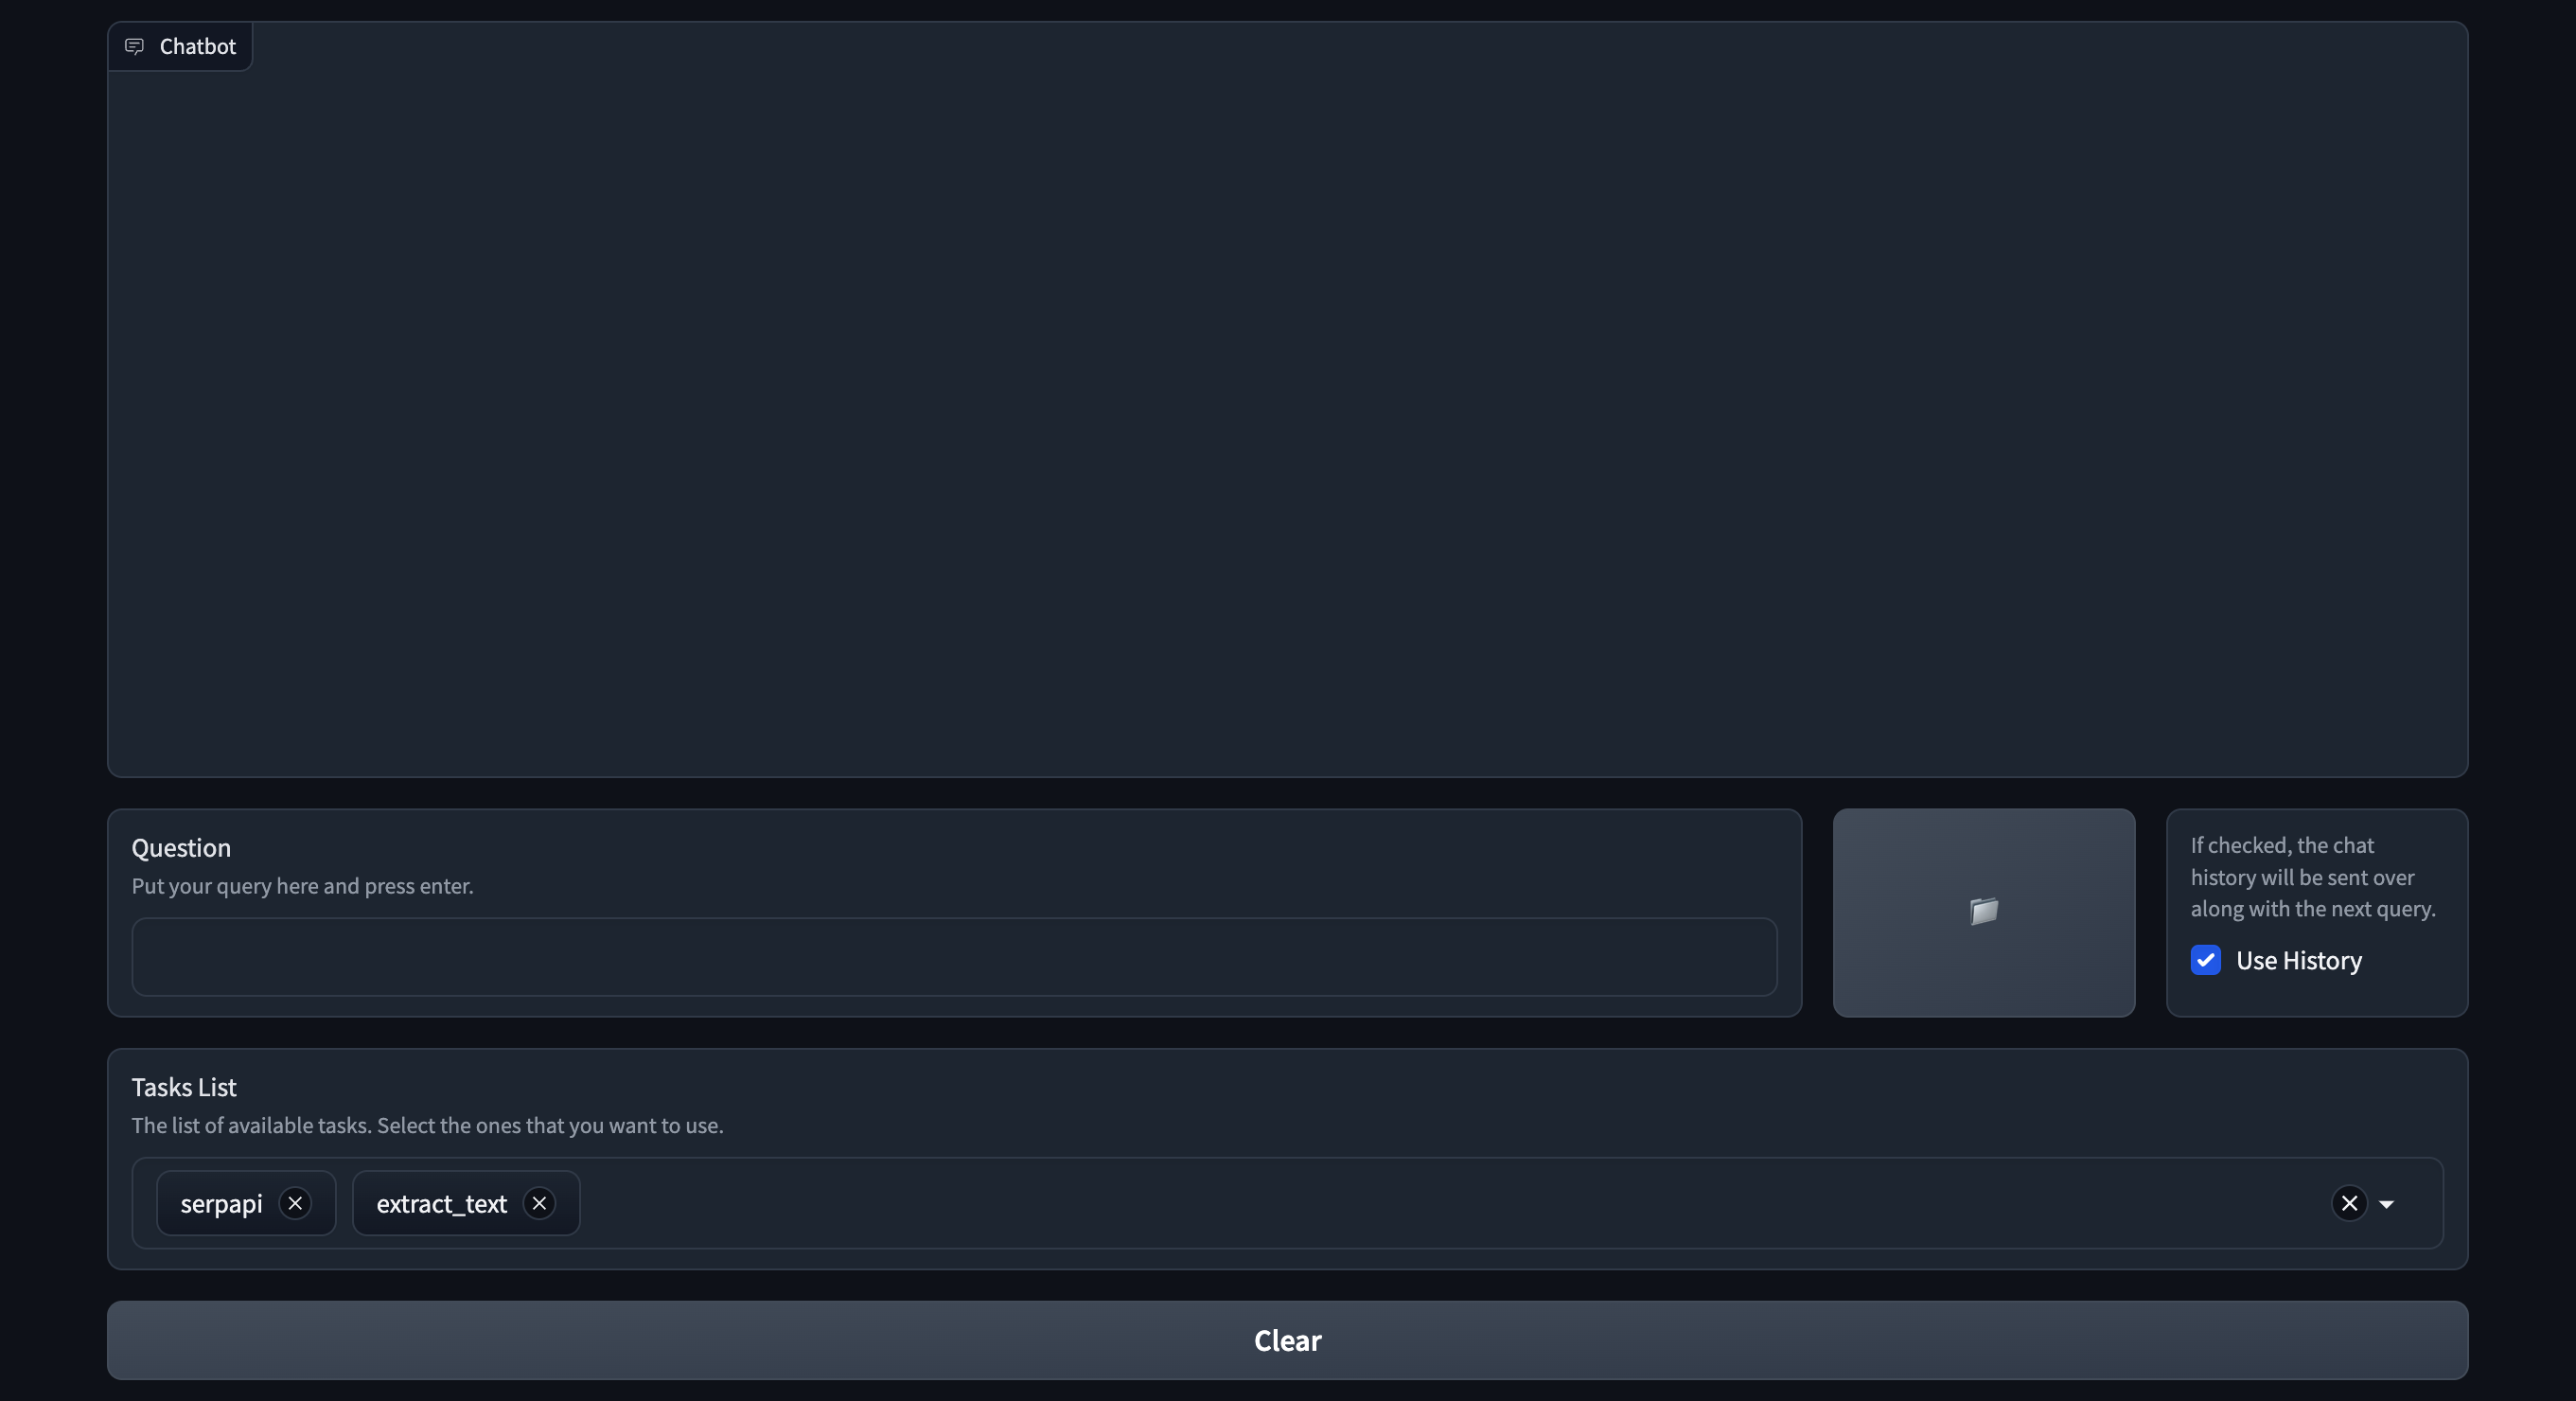 Chatbot
Question
Put your query here and press enter.
If checked, the chat
history will be sent over
along with the next query.
Use History
Tasks List
The list of available tasks. Select the ones that you want to use.
serpapi extract_text
Clear